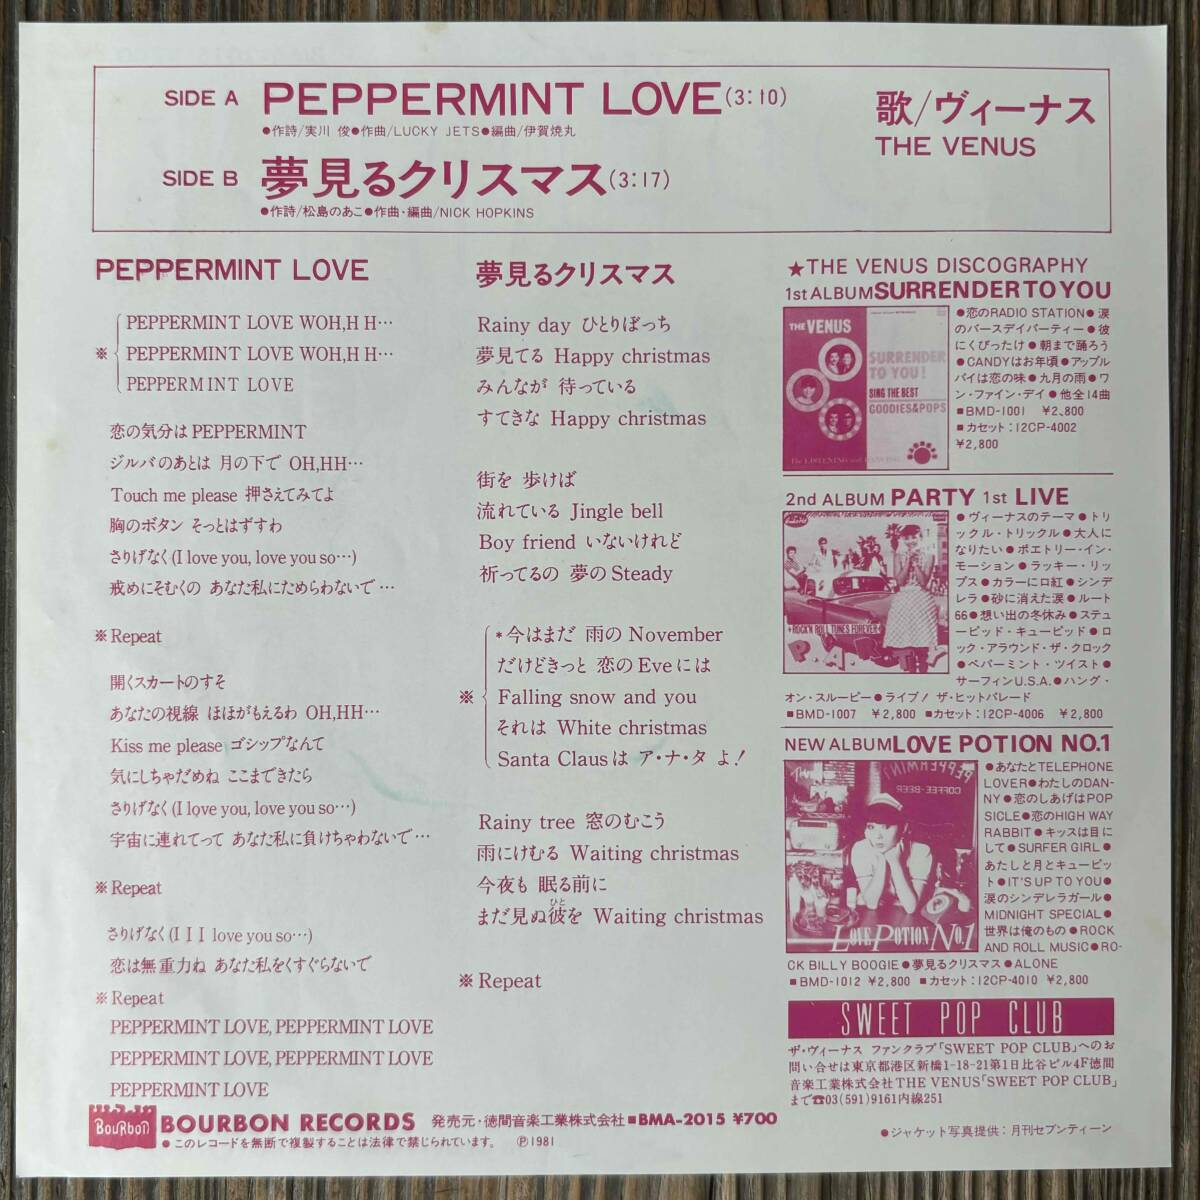 SIDE A PEPPERMINT LOVE(3:10)
●作詩/実川 俊●作曲/LUCKY JETS●編曲/伊賀焼丸
SIDE B 夢見るクリスマス(3:17)
●作詩/松島のあこ●作曲・編曲/NICK HOPKINS
歌/ヴィーナス
THE VENUS
PEPPERMINT LOVE
※
PEPPERMINT LOVE WOH,H H…
PEPPERMINT LOVE WOH,H H…
PEPPERMINT LOVE
恋の気分はPEPPERMINT
ジルバのあとは 月の下で OH,HH…
Touch me please 押さえてみてよ
胸のボタン そっとはずすわ
さりげなく(I love you, love you so…)
戒めにそむくの あなた私にためらわないで…
※Repeat
開くスカートのすそ
あなたの視線 ほほがもえるわ OH,HH…
Kiss me please ゴシップなんて
気にしちゃだめね ここまできたら
さりげなく(I love you, love you so…)
宇宙に連れてって あなた私に負けちゃわないで…
※Repeat
さりげなく(I I I love you so…)
恋は無重力ね あなた私をくすぐらないで
※Repeat
PEPPERMINT LOVE, PEPPERMINT LOVE
PEPPERMINT LOVE, PEPPERMINT LOVE
PEPPERMINT LOVE
夢見るクリスマス
Rainy day ひとりぼっち
夢見てる Happy christmas
みんなが 待っている
すてきな Happy christmas
街を 歩けば
流れている Jingle bell
Boy friend いないけれど
祈ってるの 夢のSteady
※
*今はまだ 雨のNovember
だけどきっと 恋のEveには
Falling snow and you
それは White christmas
Santa Clausは ア・ナ・タ よ!
Rainy tree 窓のむこう
雨にけむる Waiting christmas
今夜も 眠る前に
まだ見ぬ彼を Waiting christmas
ひと
※Repeat
★THE VENUS DISCOGRAPHY
1st ALBUM SURRENDER TO YOU
THE VENUS
SURRENDER
TO YOU!
SING THE BEST
GOODIES&POPS
●恋のRADIO STATION●涙
のバースデイパーティー●彼
にくびったけ●朝まで踊ろう
●CANDYはお年頃●アップル
パイは恋の味●九月の雨●ワ
ン・ファイン・デイ●他全14曲
■BMD-1001 ¥2,800
■カセット:12CP-4002
¥2,800
2nd ALBUM PARTY 1st LIVE
★ROCK'N ROLL TUNES FOREVER★
●ヴィーナスのテーマ●トリ
ックル・トリックル●大人に
なりたい●ポエトリー・イン・
モーション●ラッキー・リッ
プス●カラーに口紅●シンデ
レラ●砂に消えた涙●ルート
66●想い出の冬休み●ステュ
ーピッド・キューピッド●ロ
ック・アラウンド・ザ・クロック
●ペパーミント・ツイスト●
サーフィンU.S.A.●ハング・
オン・スルーピー●ライブ! ザ・ヒットパレード
■BMD-1007 ¥2,800 ■カセット:12CP-4006 ¥2,800
NEW ALBUM LOVE POTION NO.1
PEPPERMINT
COFFEE-BEER
LOVE POTION NO.1
●あなたとTELEPHONE
LOVER●わたしのDAN-
NY●恋のしあげはPOP
SICLE●恋のHIGH WAY
RABBIT●キッスは目に
して●SURFER GIRL●
あたしと月とキューピッ
ト●IT'S UP TO YOU●
涙のシンデレラガール●
MIDNIGHT SPECIAL●
世界は俺のもの●ROCK
AND ROLL MUSIC●RO-
CK BILLY BOOGIE●夢見るクリスマス●ALONE
■BMD-1012 ¥2,800 ■カセット:12CP-4010 ¥2,800
SWEET POP CLUB
ザ・ヴィーナス ファンクラブ「SWEET POP CLUB」へのお
問い合せは東京都港区新橋1-18-21第1日比谷ビル4F徳間
音楽工業株式会社THE VENUS「SWEET POP CLUB」
まで☎03(591)9161内線251
Bourbon BOURBON RECORDS 発売元・徳間音楽工業株式会社■BMA-2015 ¥700
●このレコードを無断で複製することは法律で禁じられています。 Ⓟ1981
●ジャケット写真提供:月刊セブンティーン